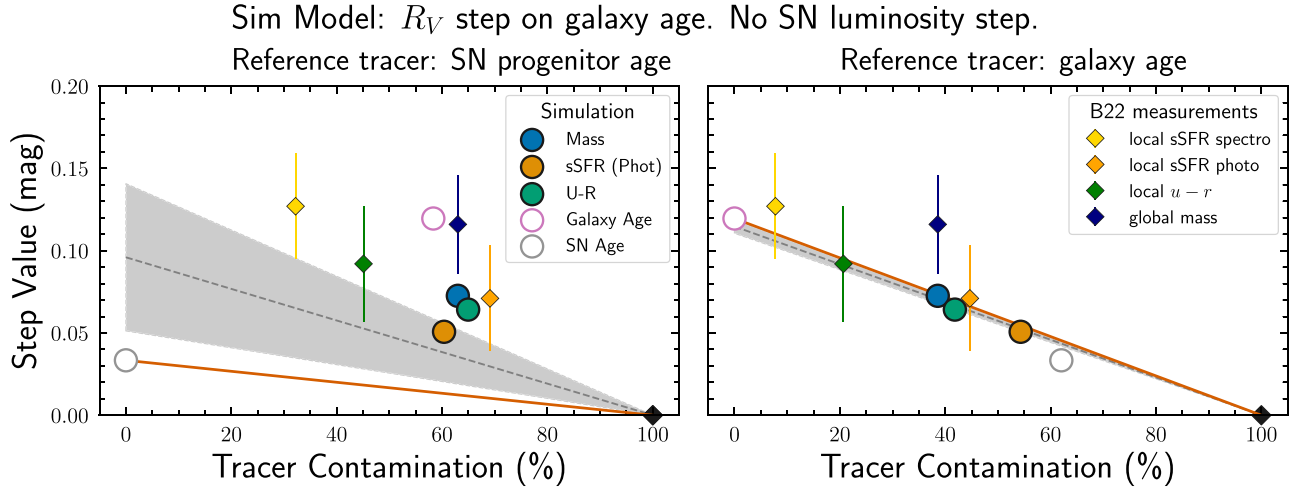 Sim Model: R_V step on galaxy age. No SN luminosity step.
Reference tracer: SN progenitor age
Reference tracer: galaxy age
Step Value (mag)
0.20
0.15
0.10
0.05
0.00
Simulation
Mass
sSFR (Phot)
U-R
Galaxy Age
SN Age
B22 measurements
local sSFR spectro
local sSFR photo
local u − r
global mass
0 20 40 60 80 100
0 20 40 60 80 100
Tracer Contamination (%)
Tracer Contamination (%)